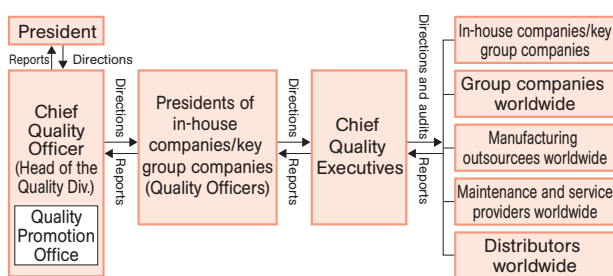 President
Reports
Directions
Chief
Quality
Officer
(Head of the
Quality Div.)
Quality
Promotion
Office
Directions
Reports
Presidents of
in-house
companies/key
group companies
(Quality Officers)
Directions
Reports
Chief
Quality
Executives
Directions and audits
Reports
In-house companies/key
group companies
Group companies
worldwide
Manufacturing
outsourcees worldwide
Maintenance and service
providers worldwide
Distributors
worldwide